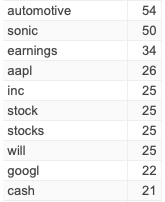 automotive 54
sonic 50
earnings 34
aapl 26
inc 25
stock 25
stocks 25
will 25
googl 22
cash 21